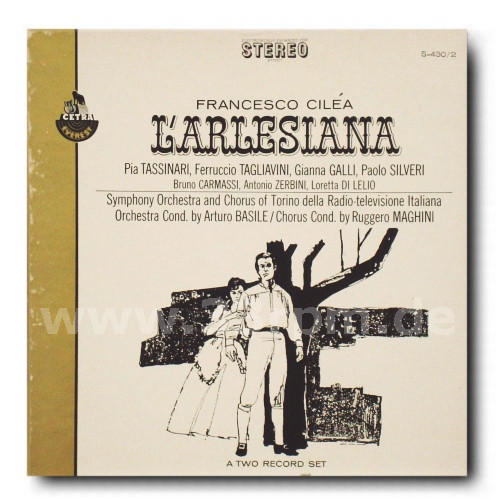 STEREO
S-430/2
CETRA
EVEREST
FRANCESCO CILÉA
L'ARLESIANA
Pia TASSINARI, Ferruccio TAGLIAVINI, Gianna GALLI, Paolo SILVERI
Bruno CARMASSI, Antonio ZERBINI, Loretta DI LELIO
Symphony Orchestra and Chorus of Torino della Radio-televisione Italiana
Orchestra Cond. by Arturo BASILE/Chorus Cond. by Ruggero MAGHINI
A TWO RECORD SET